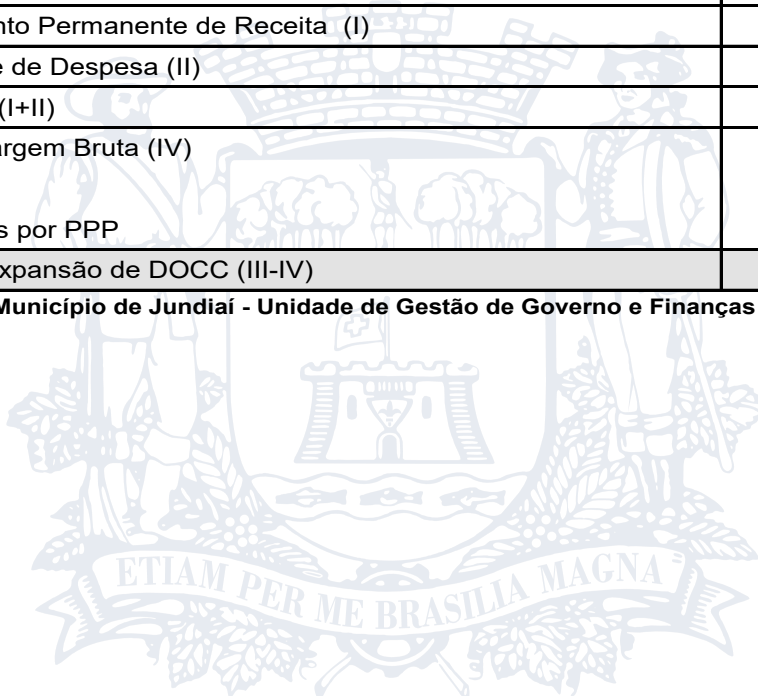 nto Permanente de Receita (I)
e de Despesa (II)
(I+II)
argem Bruta (IV)
s por PPP
xpansão de DOCC (III-IV)
Município de Jundiaí - Unidade de Gestão de Governo e Finanças
ETIAM PER ME BRASILIA MAGNA